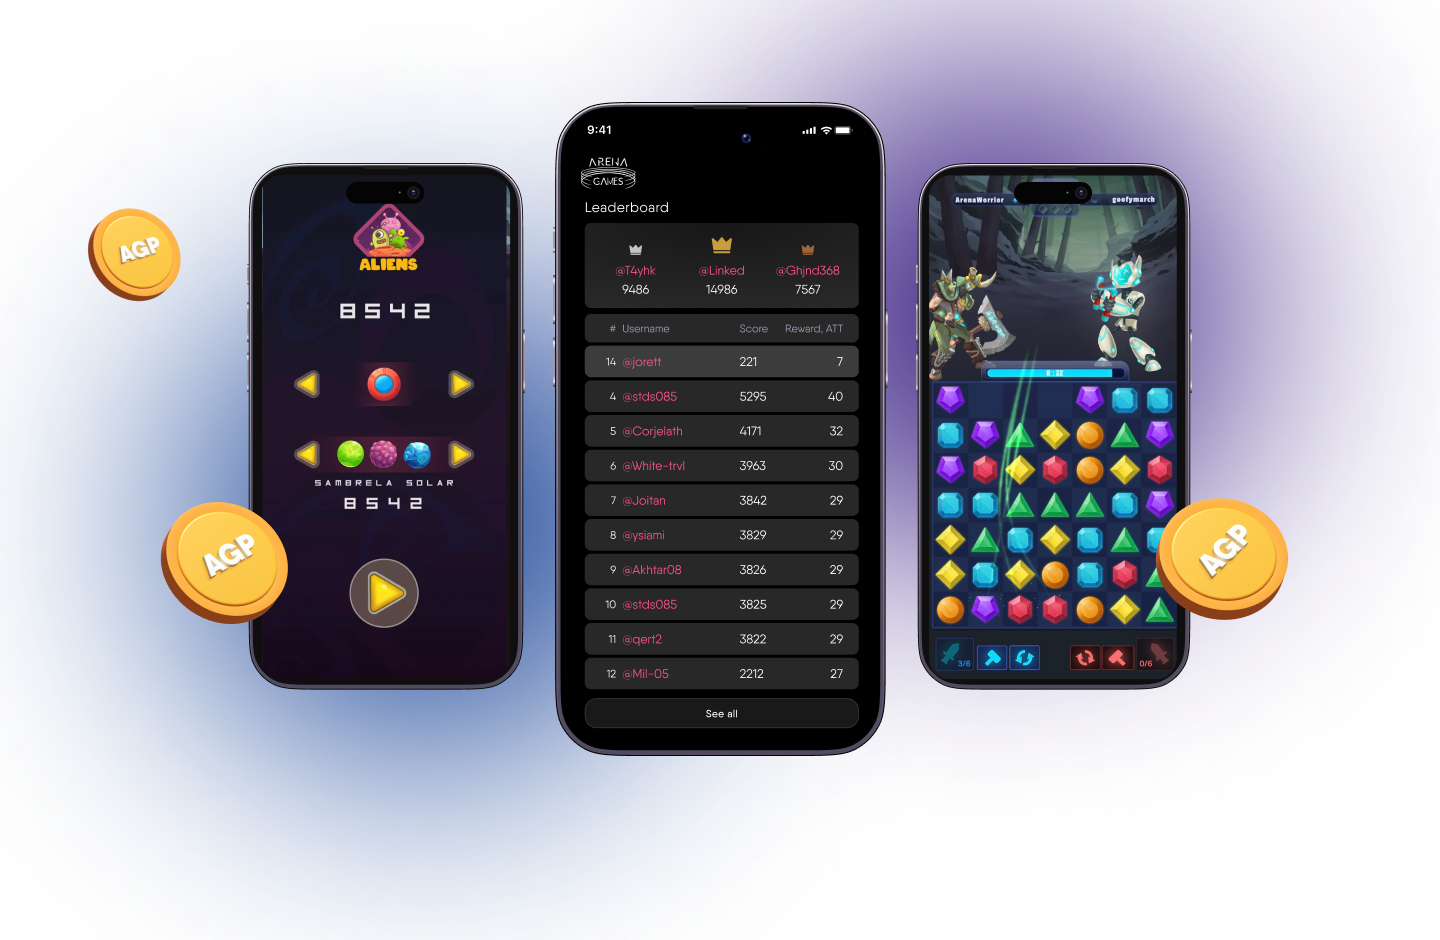 AGP
AGP
ALIENS
8542
SAMBRELA SOLAR
8542
9:41
ARENA
GAMES
Leaderboard
@T4yhk @Linked @Ghjnd368
9486 14986 7567
# Username Score Reward, ATT
14 @jorett 221 7
4 @stds085 5295 40
5 @Corjelath 4171 32
6 @White-trvl 3963 30
7 @Joitan 3842 29
8 @ysiami 3829 29
9 @Akhtar08 3826 29
10 @stds085 3825 29
11 @qert2 3822 29
12 @Mil-05 2212 27
See all
ArenaWorrior goofymarch
3/6 0/6
AGP